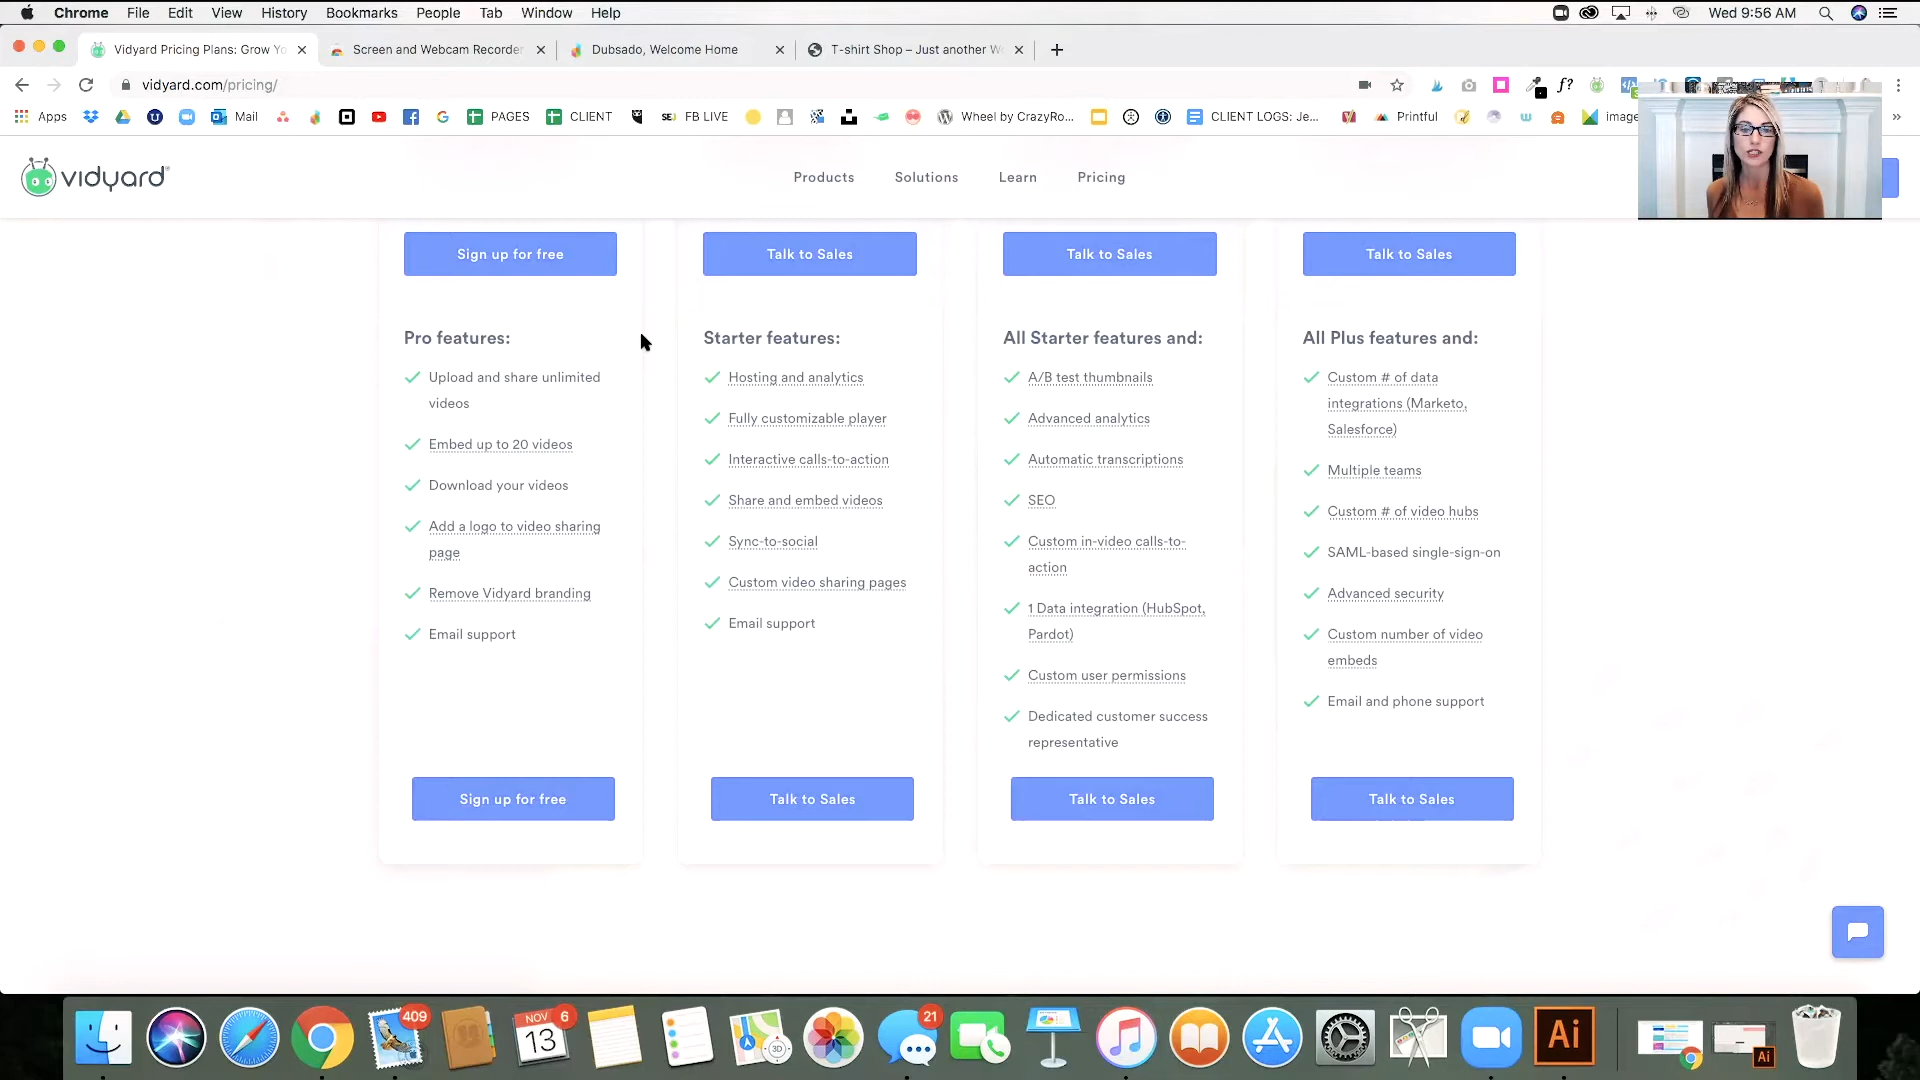 Chrome File Edit View History Bookmarks People Tab Window Help
Wed 9:56 AM
Vidyard Pricing Plans: Grow Yo
Screen and Webcam Recorder
Dubsado, Welcome Home
T-shirt Shop – Just another W
vidyard.com/pricing/
f?
Apps
Mail
PAGES
CLIENT
SEJ FB LIVE
Wheel by CrazyRo...
CLIENT LOGS: Je...
Printful
image
vidyard
Products Solutions Learn Pricing
Sign up for free
Talk to Sales
Talk to Sales
Talk to Sales
Pro features:
Upload and share unlimited
videos
Embed up to 20 videos
Download your videos
Add a logo to video sharing
page
Remove Vidyard branding
Email support
Sign up for free
Starter features:
Hosting and analytics
Fully customizable player
Interactive calls-to-action
Share and embed videos
Sync-to-social
Custom video sharing pages
Email support
Talk to Sales
All Starter features and:
A/B test thumbnails
Advanced analytics
Automatic transcriptions
SEO
Custom in-video calls-to-
action
1 Data integration (HubSpot,
Pardot)
Custom user permissions
Dedicated customer success
representative
Talk to Sales
All Plus features and:
Custom # of data
integrations (Marketo,
Salesforce)
Multiple teams
Custom # of video hubs
SAML-based single-sign-on
Advanced security
Custom number of video
embeds
Email and phone support
Talk to Sales
409
NOV
13
6
3D
21
Ai
Ai